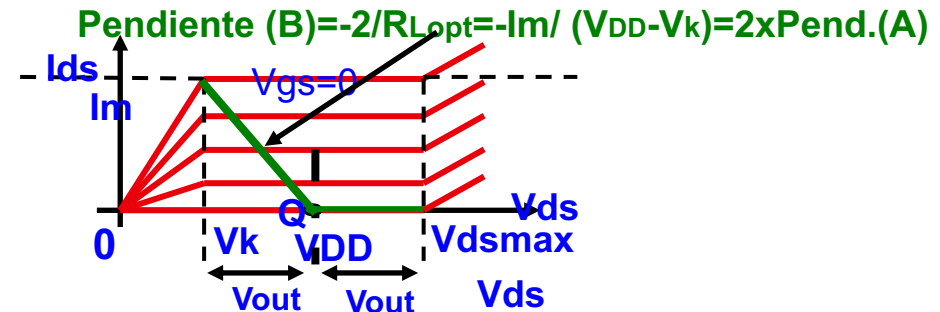 Pendiente (B)=-2/RLopt=-Im/ (VDD-Vk)=2xPend.(A)
Ids
Vgs=0
Im
Q
Vds
0
Vk
VDD
Vdsmax
Vout
Vout
Vds